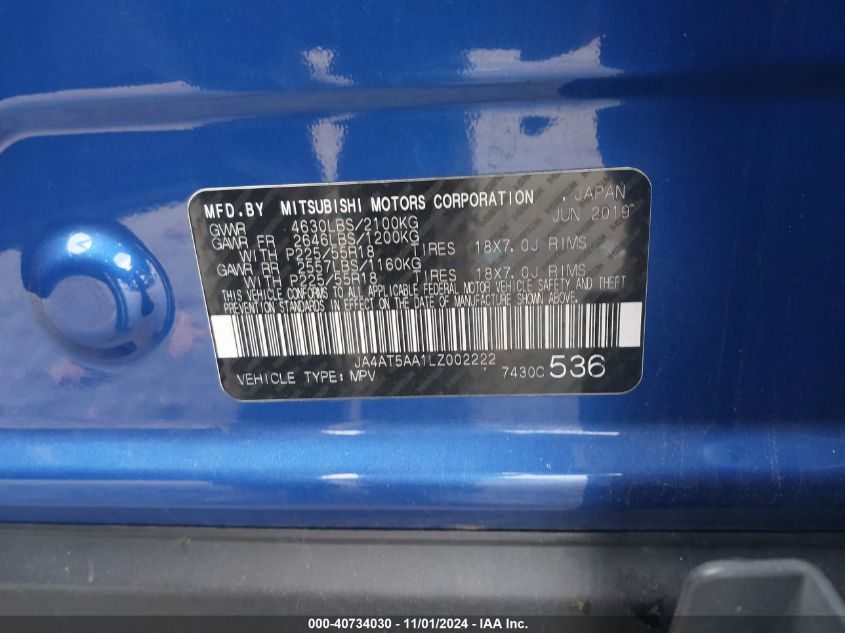 MFD.BY MITSUBISHI MOTORS CORPORATION . JAPAN
GVWR 4630LBS/2100KG JUN 2019
GAWR FR 2646LBS/1200KG
WITH P225/55R18 TIRES 18X7.0J RIMS
GAWR RR 2557LBS/1160KG
WITH P225/55R18 TIRES 18X7.0J RIMS
THIS VEHICLE CONFORMS TO ALL APPLICABLE FEDERAL MOTOR VEHICLE SAFETY AND THEFT
PREVENTION STANDARDS IN EFFECT ON THE DATE OF MANUFACTURE SHOWN ABOVE.
JA4AT5AA1LZ002222
VEHICLE TYPE: MPV 7430C 536
000-40734030 - 11/01/2024 - IAA Inc.